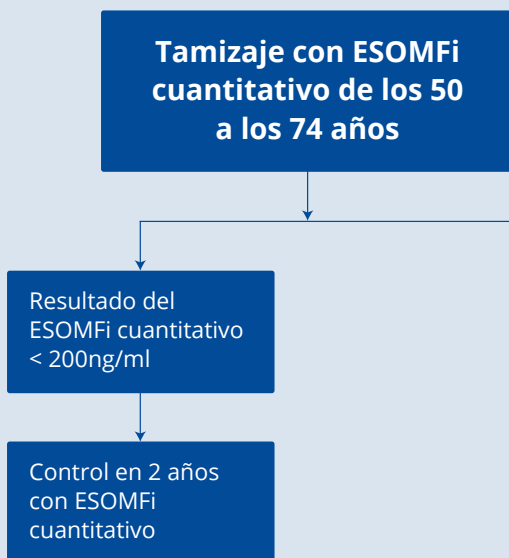 Tamizaje con ESOMFi
cuantitativo de los 50
a los 74 años
Resultado del
ESOMFi cuantitativo
< 200ng/ml
Control en 2 años
con ESOMFi
cuantitativo